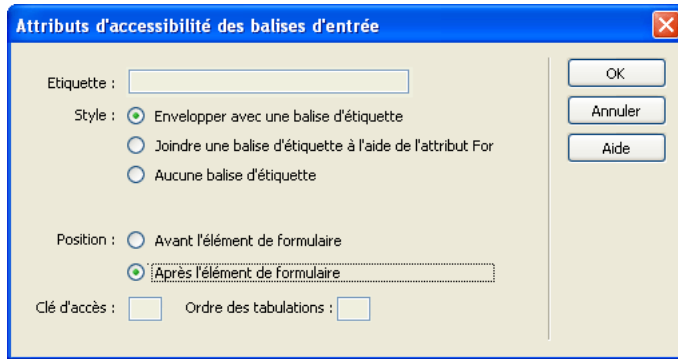 Attributs d'accessibilité des balises d'entrée
Etiquette :
Style : Envelopper avec une balise d'étiquette
Joindre une balise d'étiquette à l'aide de l'attribut For
Aucune balise d'étiquette
Position : Avant l'élément de formulaire
Après l'élément de formulaire
Clé d'accès : Ordre des tabulations :
OK
Annuler
Aide